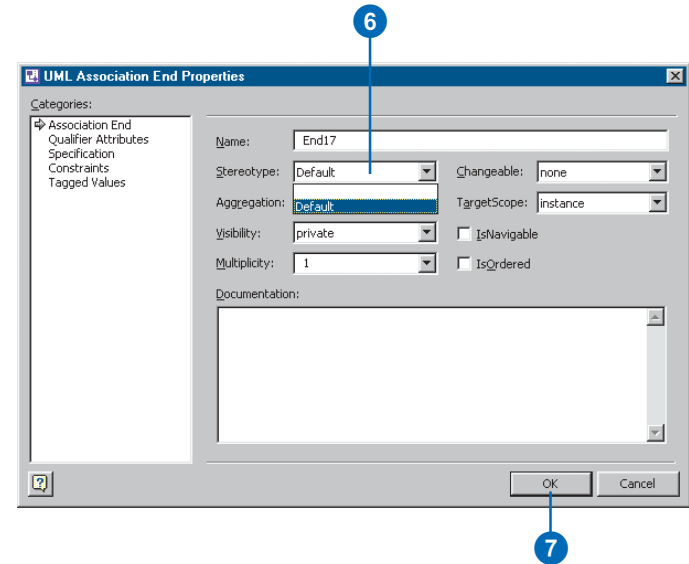 6
UML Association End Properties
Categories:
Association End
Qualifier Attributes
Specification
Constraints
Tagged Values
Name: End17
Stereotype: Default Changeable: none
Default
Aggregation: TargetScope: instance
Visibility: private IsNavigable
Multiplicity: 1 IsOrdered
Documentation:
? OK Cancel
7